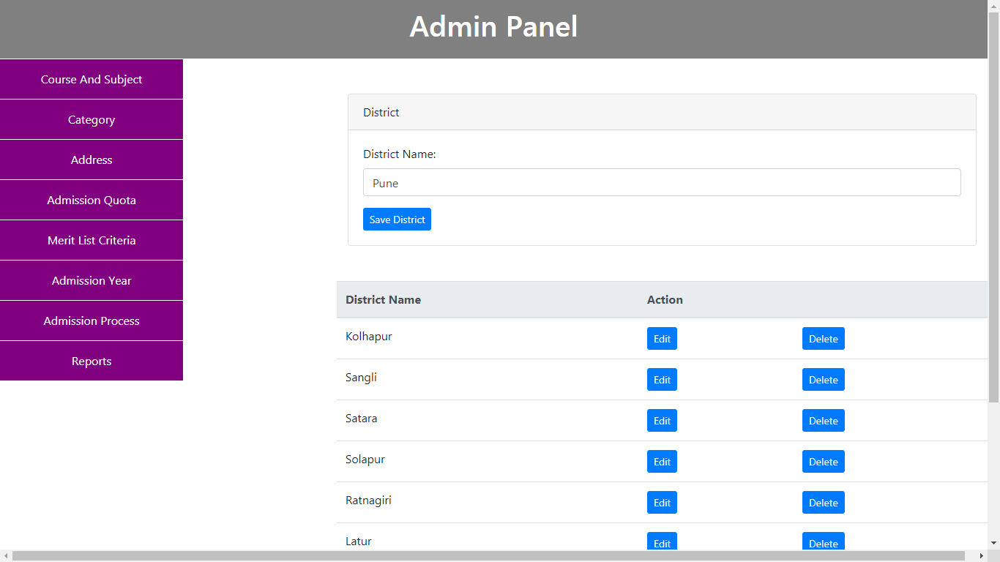 Admin Panel
Course And Subject
Category
Address
Admission Quota
Merit List Criteria
Admission Year
Admission Process
Reports
District
District Name:
Pune
Save District
District Name Action
Kolhapur Edit Delete
Sangli Edit Delete
Satara Edit Delete
Solapur Edit Delete
Ratnagiri Edit Delete
Latur Edit Delete